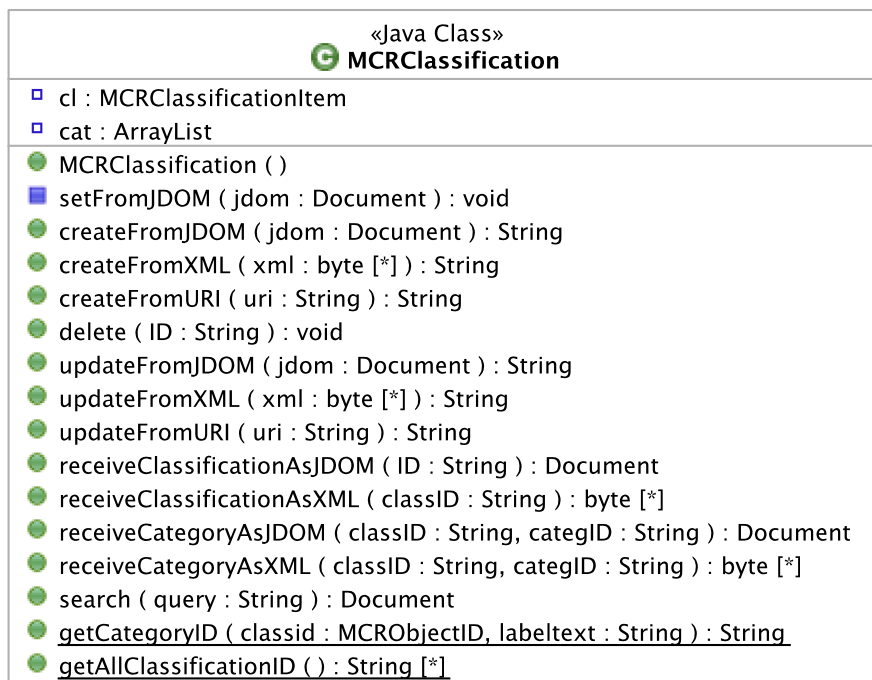 «Java Class»
C MCRClassification
cl : MCRClassificationItem
cat : ArrayList
MCRClassification ( )
setFromJDOM ( jdom : Document ) : void
createFromJDOM ( jdom : Document ) : String
createFromXML ( xml : byte [*] ) : String
createFromURI ( uri : String ) : String
delete ( ID : String ) : void
updateFromJDOM ( jdom : Document ) : String
updateFromXML ( xml : byte [*] ) : String
updateFromURI ( uri : String ) : String
receiveClassificationAsJDOM ( ID : String ) : Document
receiveClassificationAsXML ( classID : String ) : byte [*]
receiveCategoryAsJDOM ( classID : String, categID : String ) : Document
receiveCategoryAsXML ( classID : String, categID : String ) : byte [*]
search ( query : String ) : Document
getCategoryID ( classid : MCRObjectID, labeltext : String ) : String
getAllClassificationID ( ) : String [*]